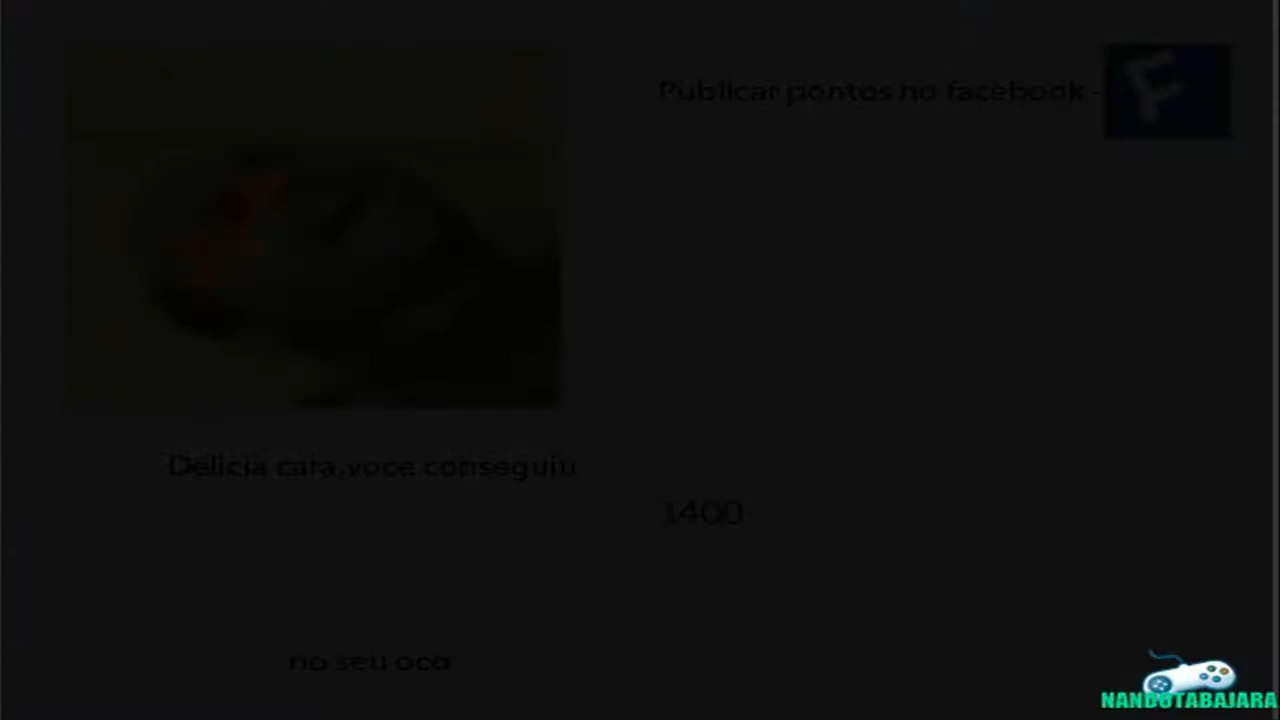 Publicar pontos no facebook -
F
Delicia cara,voce conseguiu
1400
no seu oco
NANDOTABAJARA